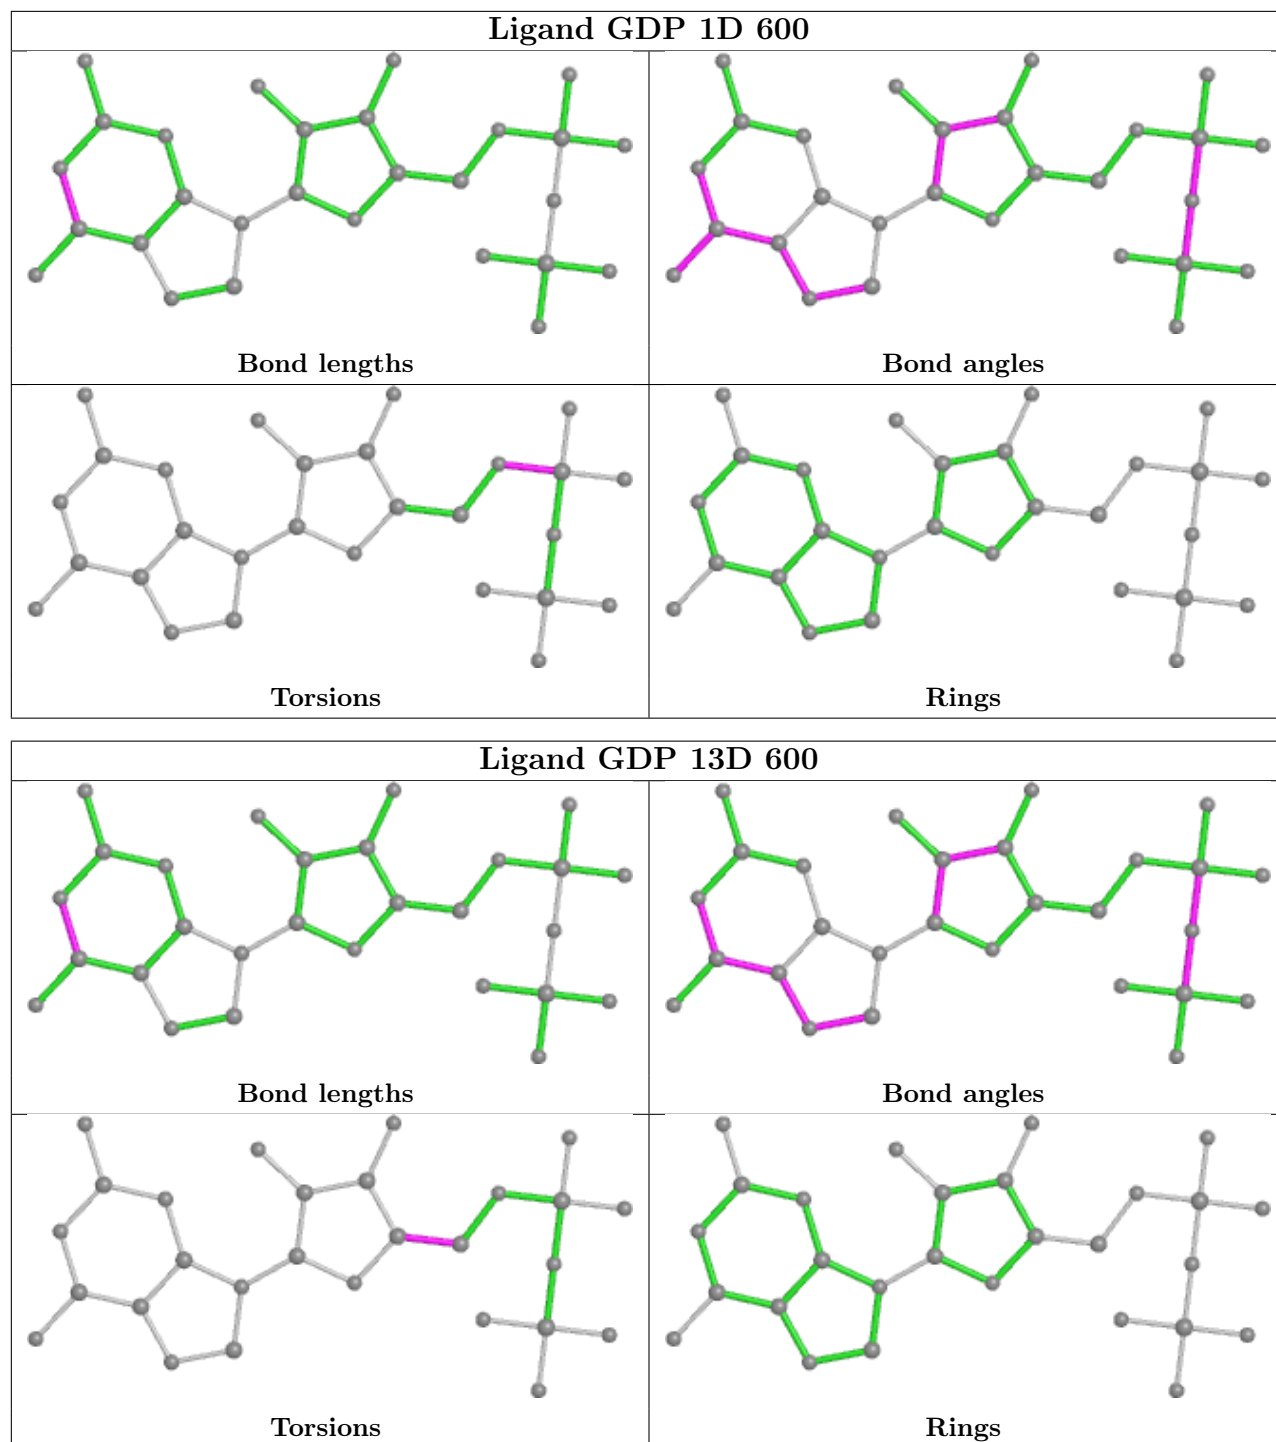 Ligand GDP 1D 600
Bond lengths
Bond angles
Torsions
Rings
Ligand GDP 13D 600
Bond lengths
Bond angles
Torsions
Rings